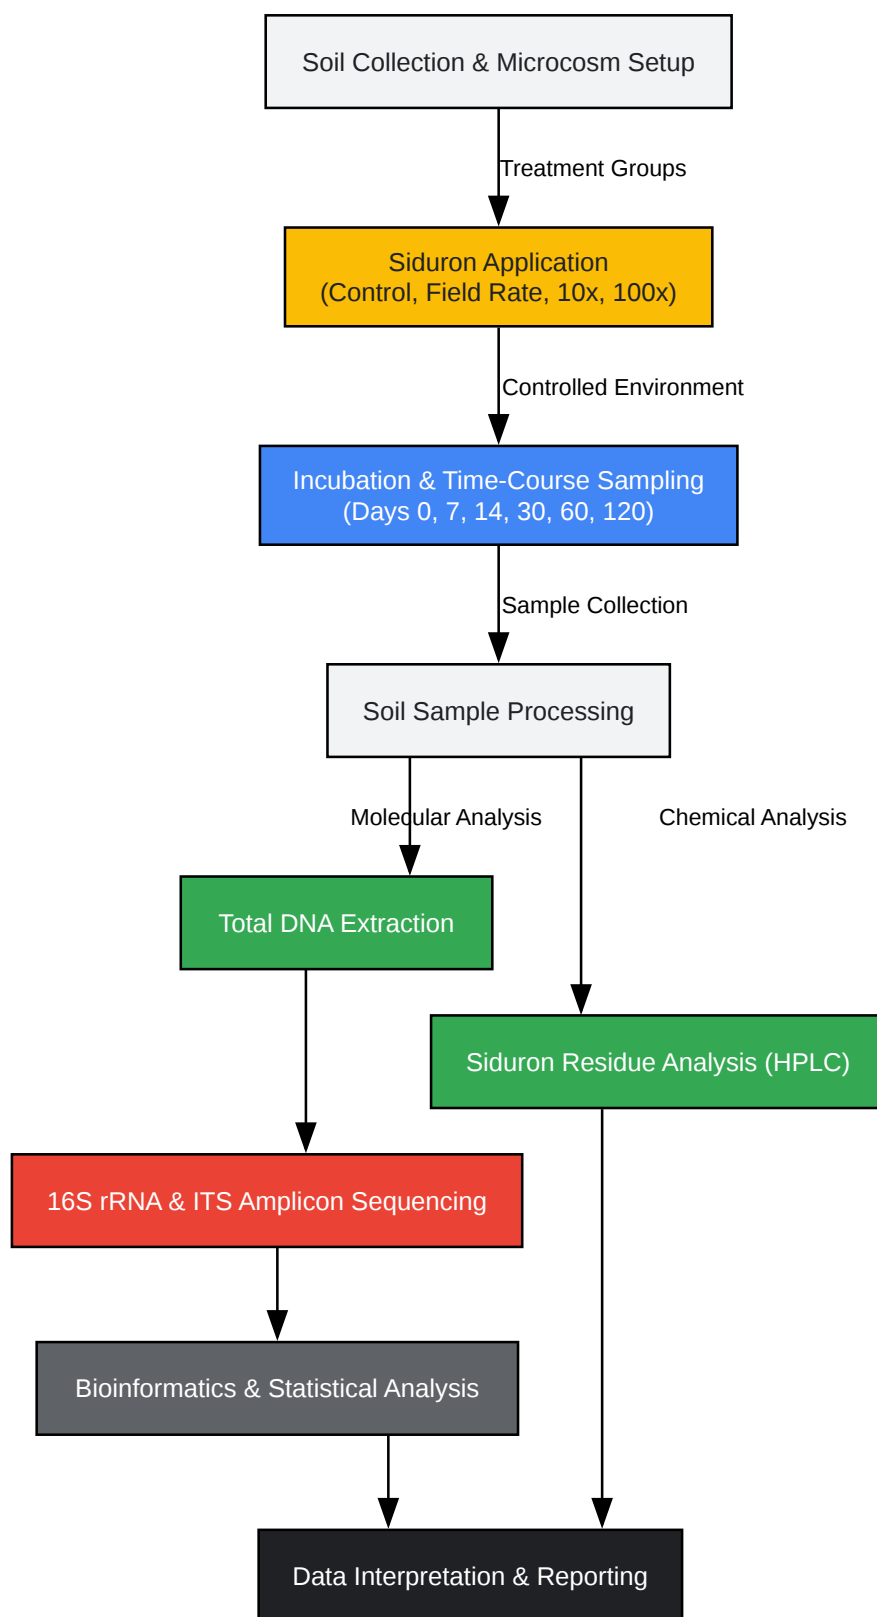 Soil Collection & Microcosm Setup
Treatment Groups
Siduron Application
(Control, Field Rate, 10x, 100x)
Controlled Environment
Incubation & Time-Course Sampling
(Days 0, 7, 14, 30, 60, 120)
Sample Collection
Soil Sample Processing
Molecular Analysis
Chemical Analysis
Total DNA Extraction
Siduron Residue Analysis (HPLC)
16S rRNA & ITS Amplicon Sequencing
Bioinformatics & Statistical Analysis
Data Interpretation & Reporting